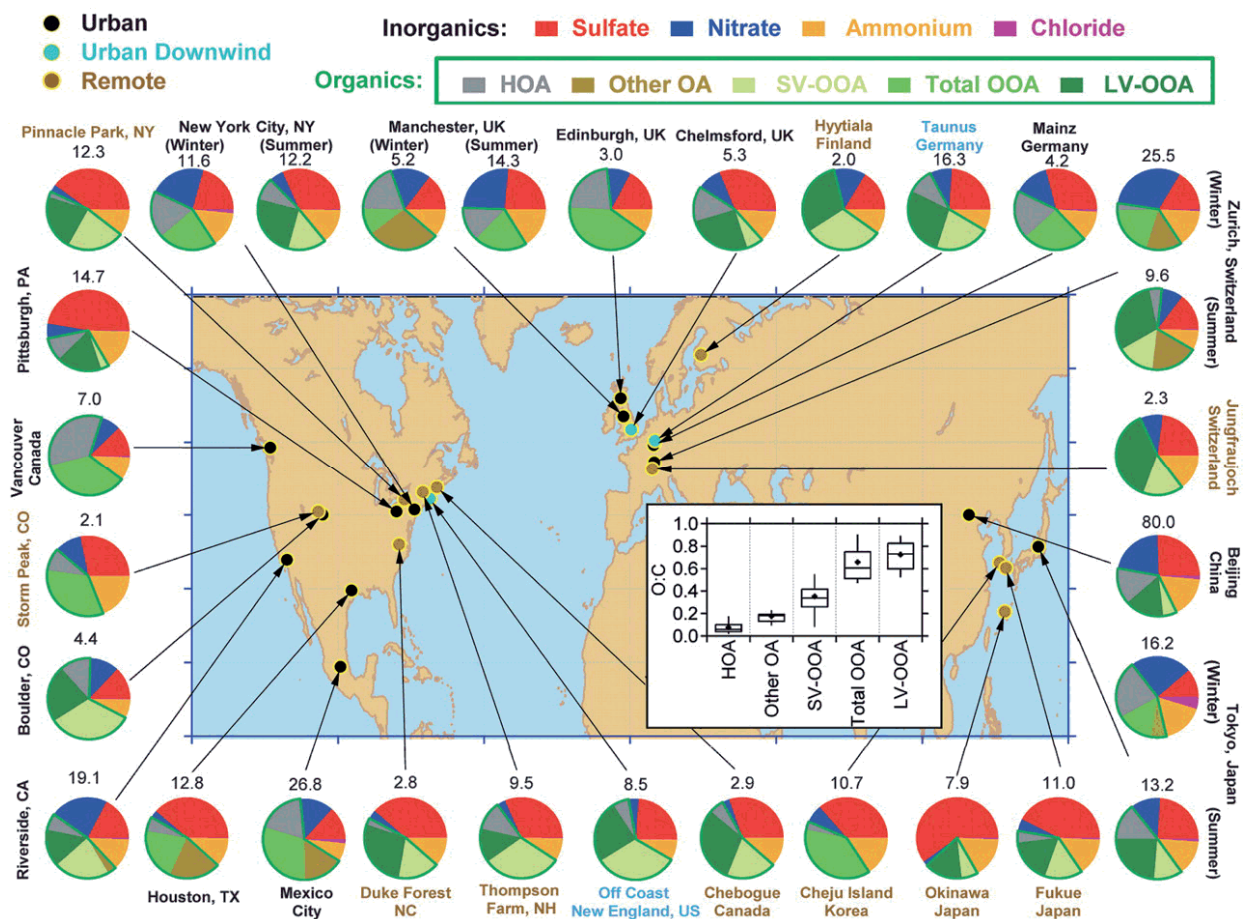 Urban
Urban Downwind
Remote
Inorganics: Sulfate Nitrate Ammonium Chloride
Organics: HOA Other OA SV-OOA Total OOA LV-OOA
Pinnacle Park, NY
12.3
New York City, NY
(Winter) (Summer)
11.6 12.2
Manchester, UK
(Winter) (Summer)
5.2 14.3
Edinburgh, UK
3.0
Chelmsford, UK
5.3
Hyytiala
Finland
2.0
Taunus
Germany
16.3
Mainz
Germany
4.2
25.5
Zurich, Switzerland
(Winter)
9.6
(Summer)
Pittsburgh, PA
14.7
Vancouver
Canada
7.0
Storm Peak, CO
2.1
Boulder, CO
4.4
Jungfraujoch
Switzerland
2.3
Beijing
China
80.0
Tokyo, Japan
(Winter)
16.2
(Summer)
13.2
O:C
1.0
0.8
0.6
0.4
0.2
0.0
HOA
Other OA
SV-OOA
Total OOA
LV-OOA
Riverside, CA
19.1
12.8
Houston, TX
26.8
Mexico
City
2.8
Duke Forest
NC
9.5
Thompson
Farm, NH
8.5
Off Coast
New England, US
2.9
Chebogue
Canada
10.7
Cheju Island
Korea
7.9
Okinawa
Japan
11.0
Fukue
Japan